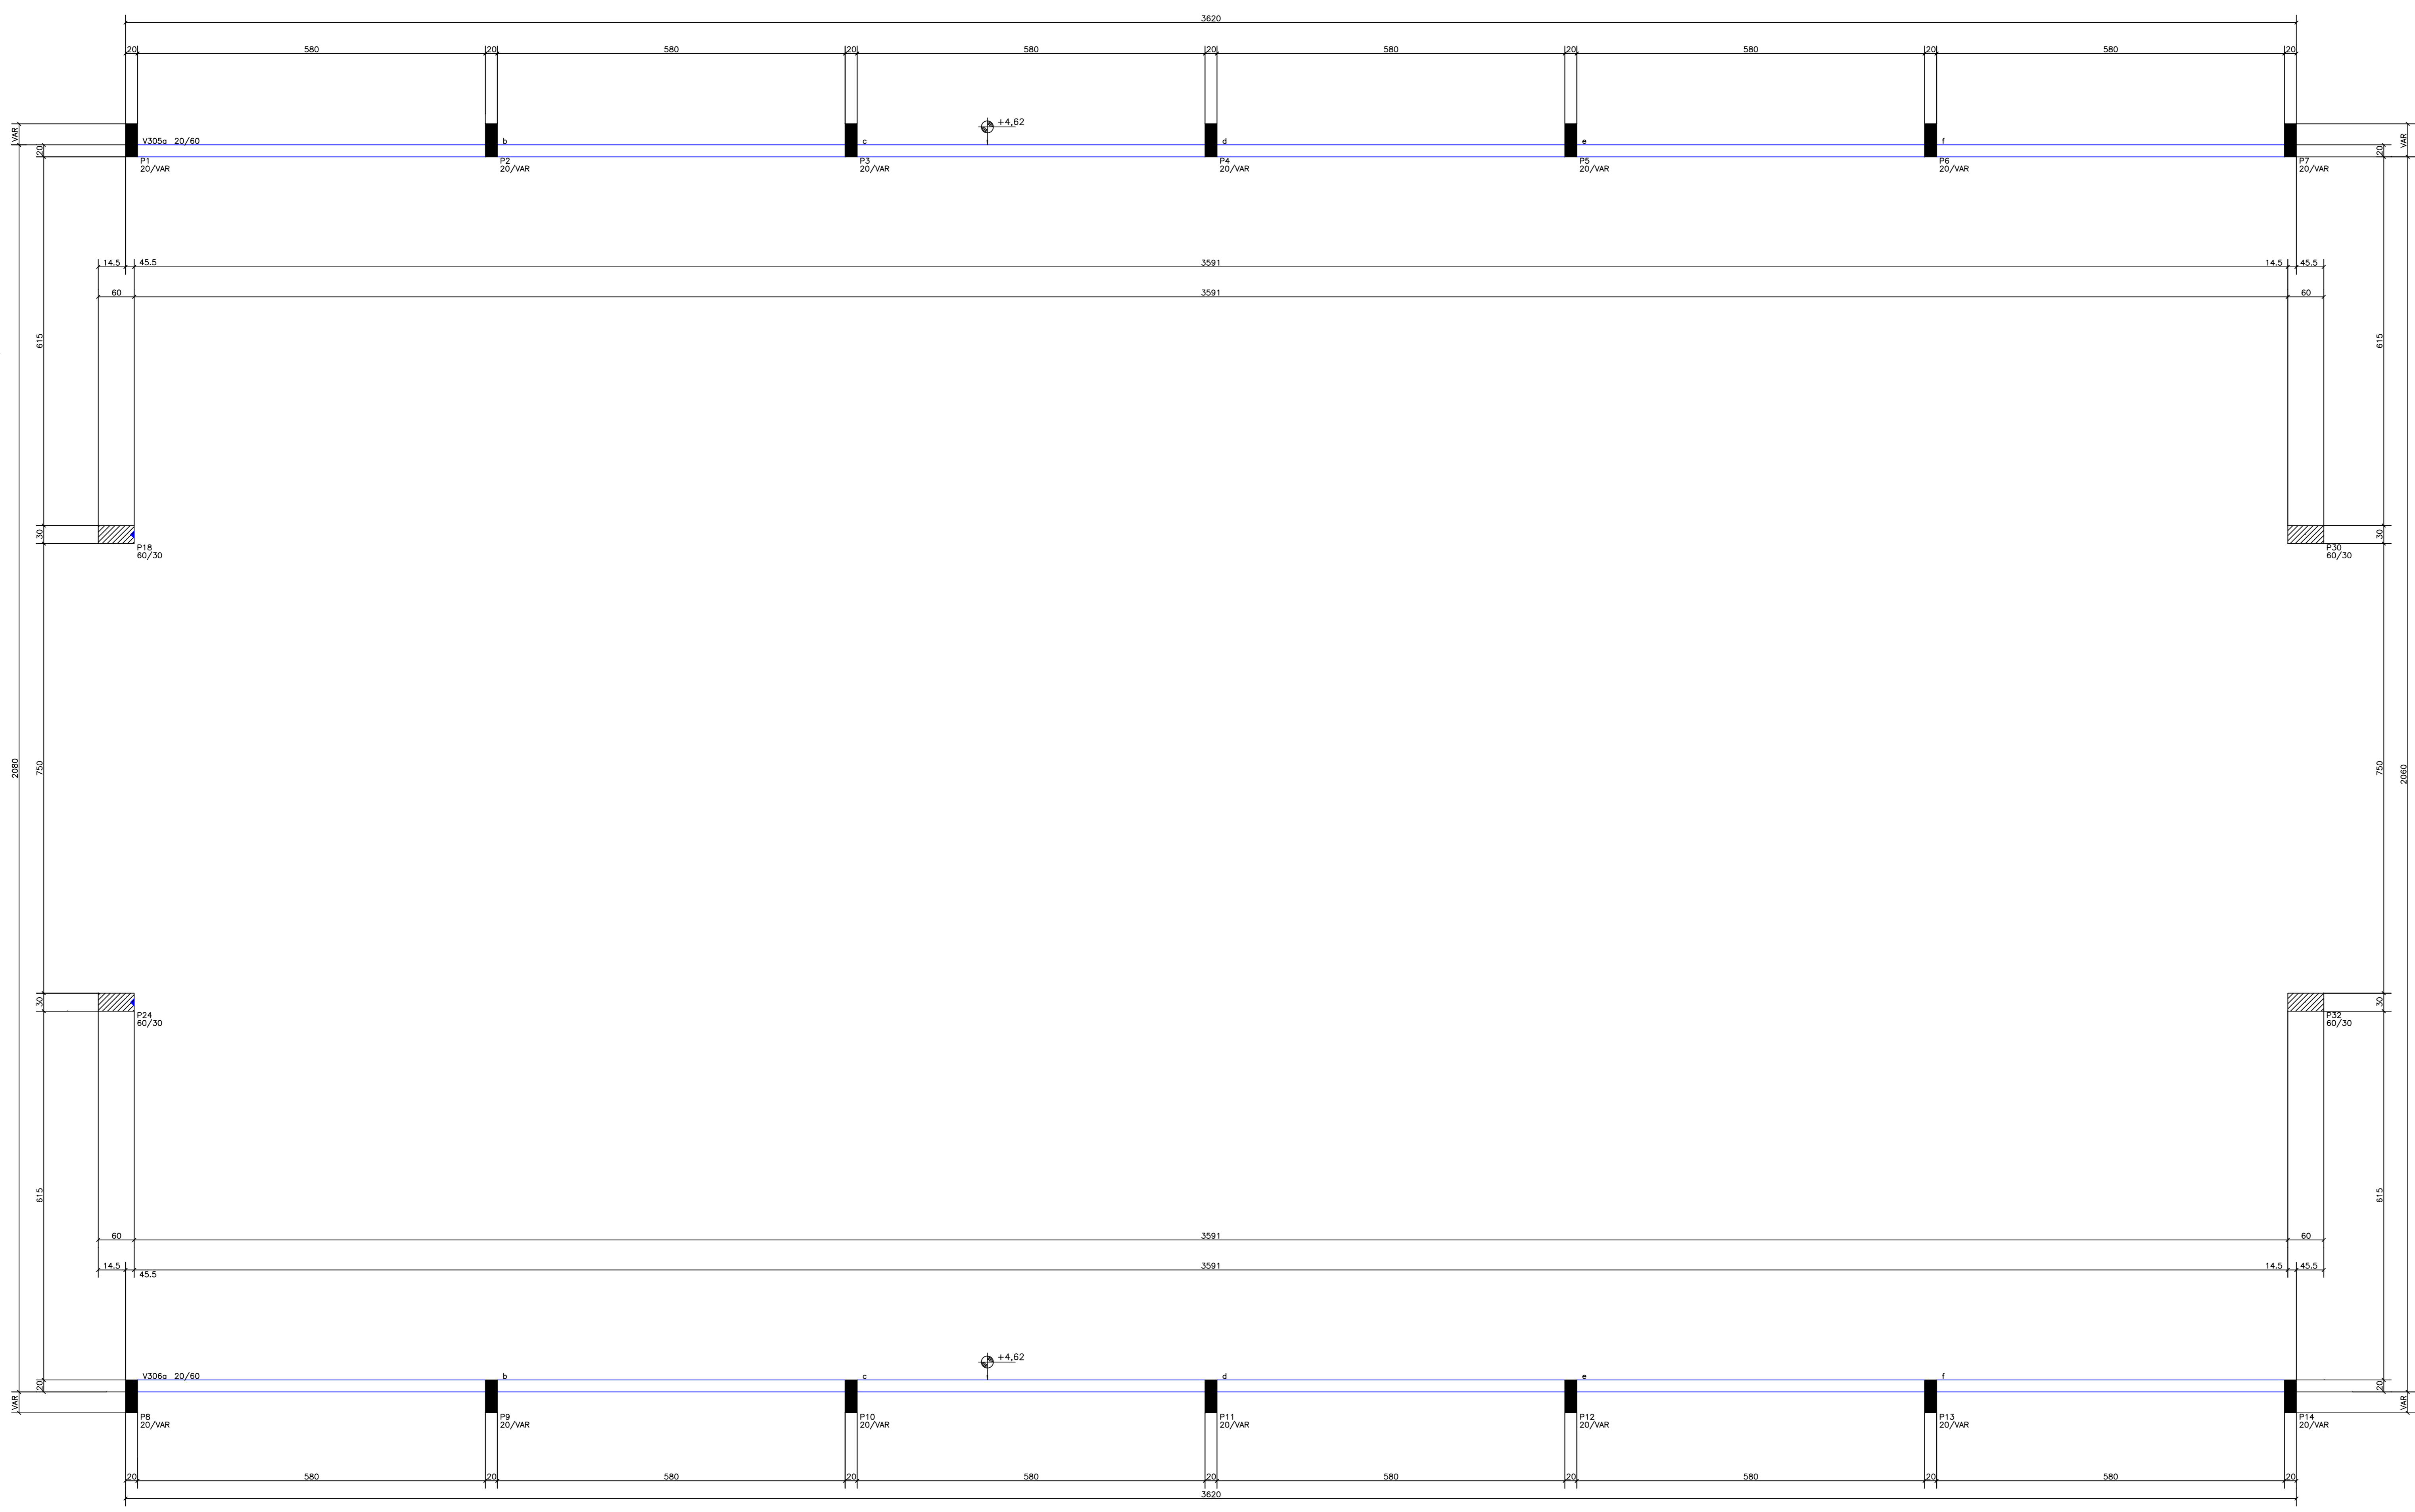 3620
20 580 20 580 20 580 20 580 20 580 20 580 20
+4,62
VAR VAR
V305a 20/60 b c d e f
20 20
P1 P2 P3 P4 P5 P6 P7
20/VAR 20/VAR 20/VAR 20/VAR 20/VAR 20/VAR 20/VAR
14.5 45.5 3591 14.5 45.5
60 3591 60
615 615
30 30
P18 P30
60/30 60/30
2080 750 750 2060
30 30
P24 P32
60/30 60/30
615 615
60 3591 60
14.5 45.5 3591 14.5 45.5
+4,62
V306a 20/60 b c d e f
20 20
VAR VAR
P8 P9 P10 P11 P12 P13 P14
20/VAR 20/VAR 20/VAR 20/VAR 20/VAR 20/VAR 20/VAR
20 580 20 580 20 580 20 580 20 580 20 580 20
3620